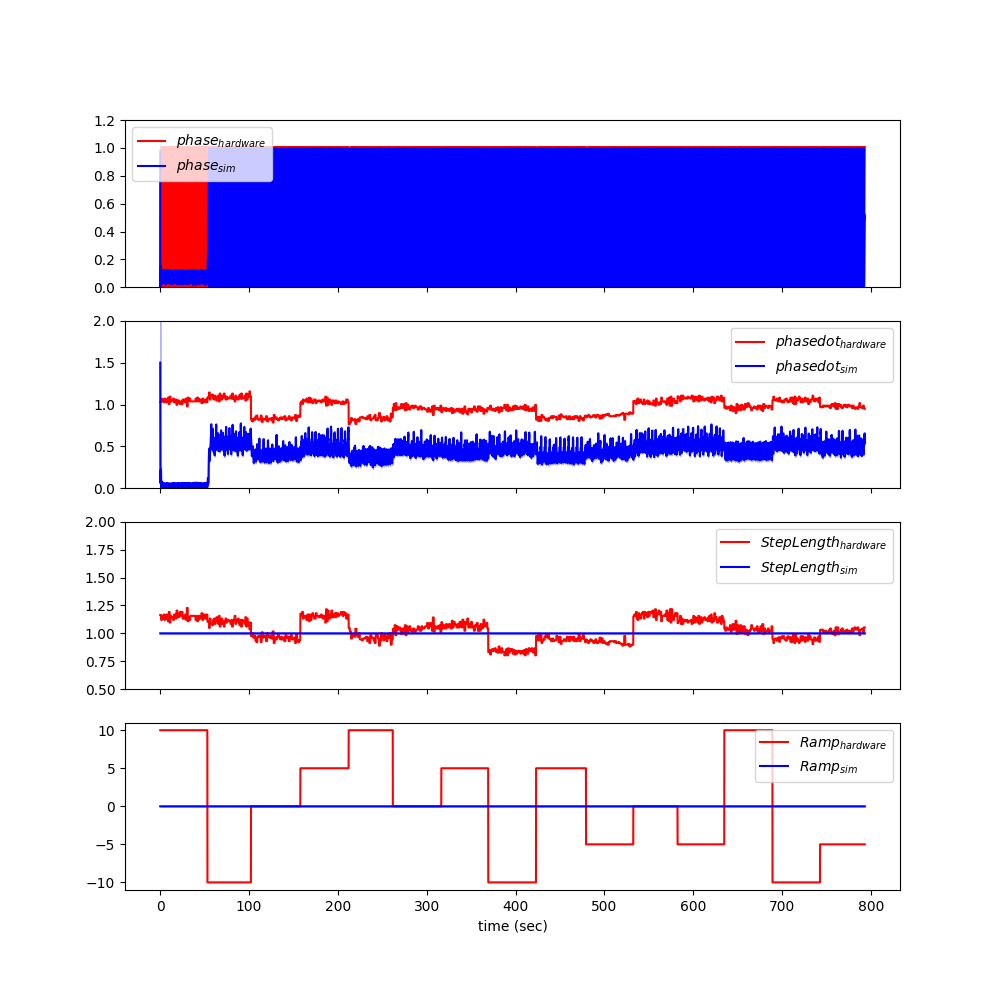 1.2
1.0
0.8
0.6
0.4
0.2
0.0
phase_hardware
phase_sim
2.0
1.5
1.0
0.5
0.0
phasedot_hardware
phasedot_sim
2.00
1.75
1.50
1.25
1.00
0.75
0.50
StepLength_hardware
StepLength_sim
10
5
0
−5
−10
Ramp_hardware
Ramp_sim
0 100 200 300 400 500 600 700 800
time (sec)